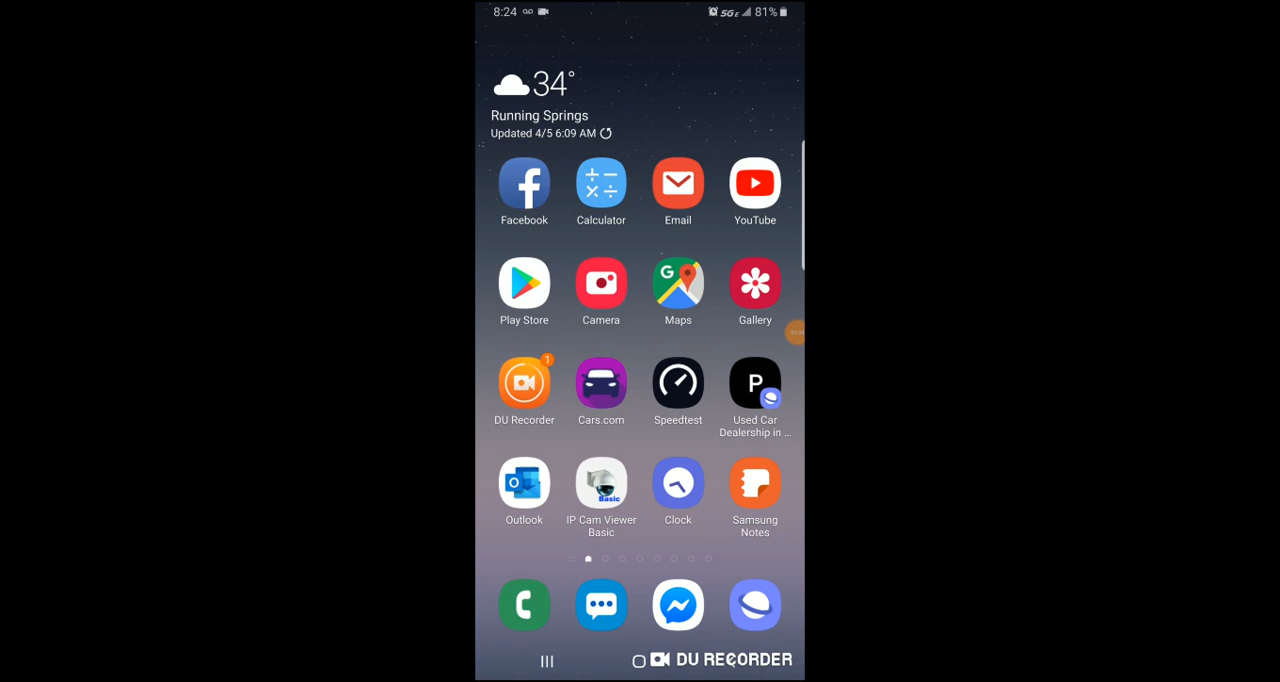 8:24 5G E 81%
34°
Running Springs
Updated 4/5 6:09 AM
Facebook Calculator Email YouTube
G
Play Store Camera Maps Gallery
1
P
DU Recorder Cars.com Speedtest Used Car
Dealership in ...
O Basic
Outlook IP Cam Viewer Clock Samsung
Basic Notes
DU RECORDER